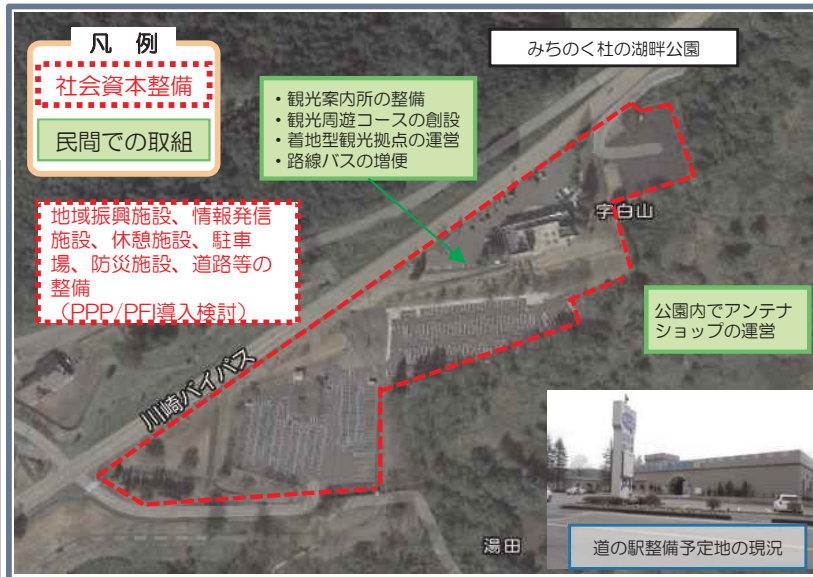 凡 例
社会資本整備
民間での取組
みちのく杜の湖畔公園
・観光案内所の整備
・観光周遊コースの創設
・着地型観光拠点の運営
・路線バスの増便
地域振興施設、情報発信
施設、休憩施設、駐車
場、防災施設、道路等の
整備
(PPP/PFI導入検討)
字白山
公園内でアンテナ
ショップの運営
川崎バイパス
湯田
道の駅整備予定地の現況